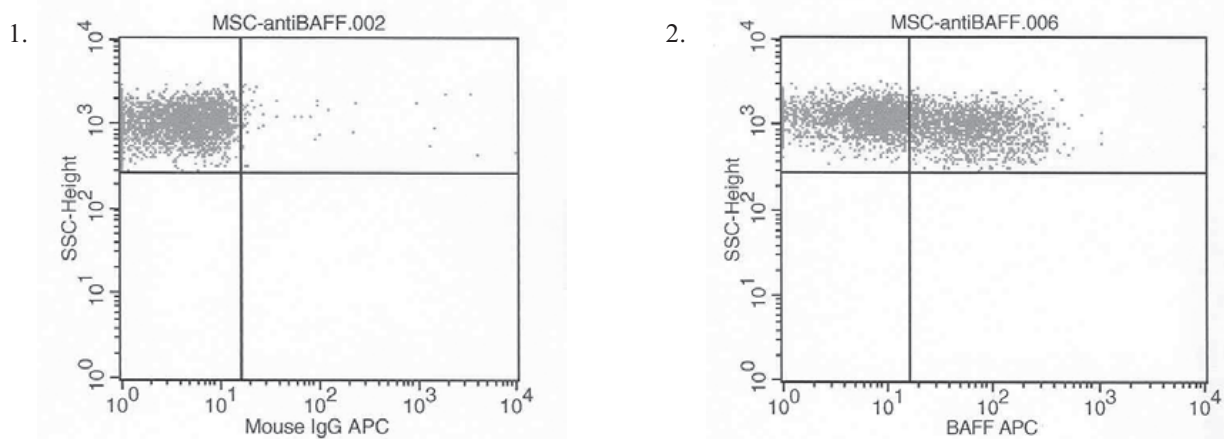 1.
MSC-antiBAFF.002
SSC-Height
10^4
10^3
10^2
10^1
10^0
10^0 10^1 10^2 10^3 10^4
Mouse IgG APC
2.
MSC-antiBAFF.006
SSC-Height
10^4
10^3
10^2
10^1
10^0
10^0 10^1 10^2 10^3 10^4
BAFF APC